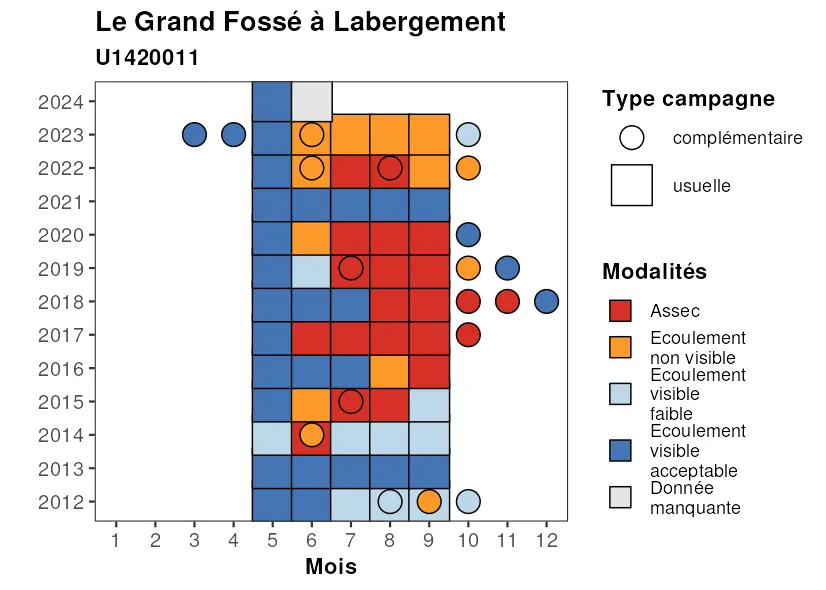 Le Grand Fossé à Labergement
U1420011
2024
2023
2022
2021
2020
2019
2018
2017
2016
2015
2014
2013
2012
1 2 3 4 5 6 7 8 9 10 11 12
Mois
Type campagne
complémentaire
usuelle
Modalités
Assec
Ecoulement
non visible
Ecoulement
visible
faible
Ecoulement
visible
acceptable
Donnée
manquante